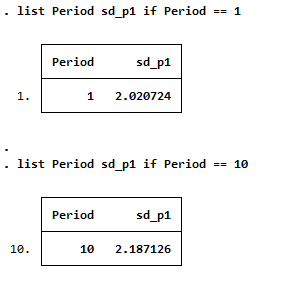 . list Period sd_p1 if Period == 1
Period sd_p1
1. 1 2.020724
.
. list Period sd_p1 if Period == 10
Period sd_p1
10. 10 2.187126